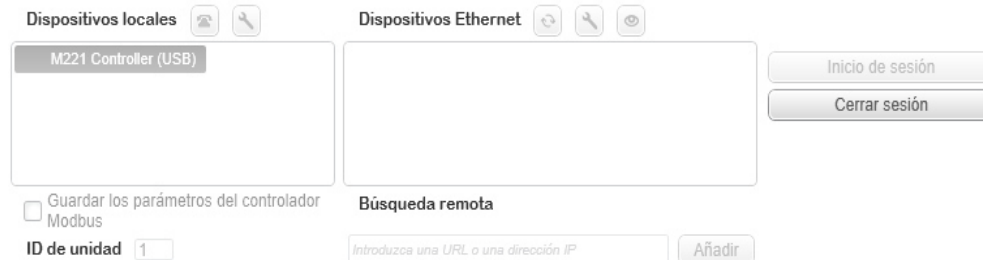 Dispositivos locales
Dispositivos Ethernet
M221 Controller (USB)
Inicio de sesión
Cerrar sesión
Guardar los parámetros del controlador
Modbus
Búsqueda remota
ID de unidad 1
Introduzca una URL o una dirección IP
Añadir